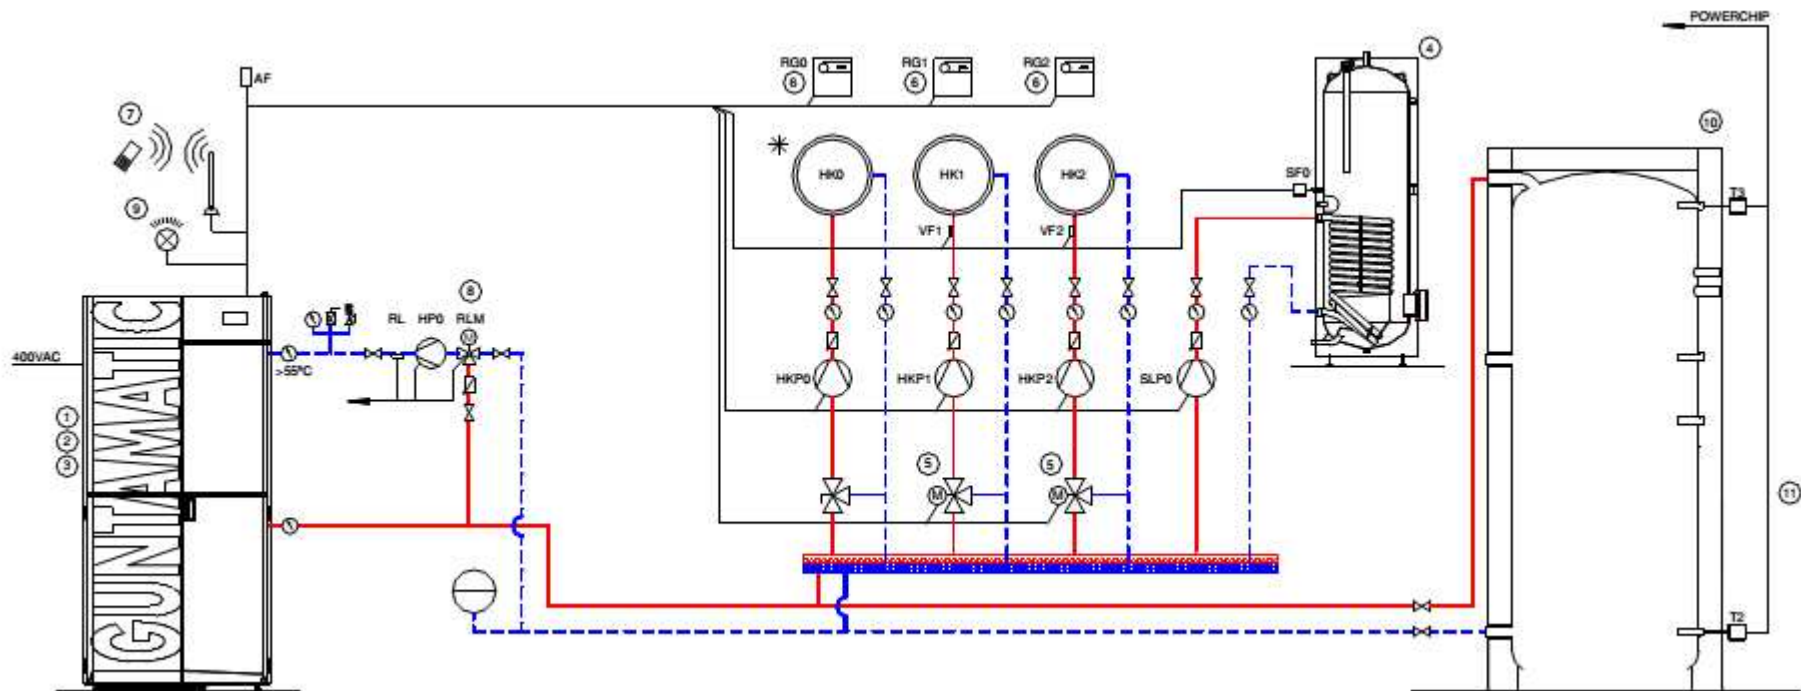 POWERCHIP
4
RG0
RG1
RG2
6
6
6
AF
7
10
HK0
HK1
HK2
SF0
T3
9
VF1
VF2
8
RL
HP0
RLM
M
400VAC
>55°C
HKP0
HKP1
HKP2
SLP0
1
2
3
5
5
M
M
11
GUNTAMATIC
T2